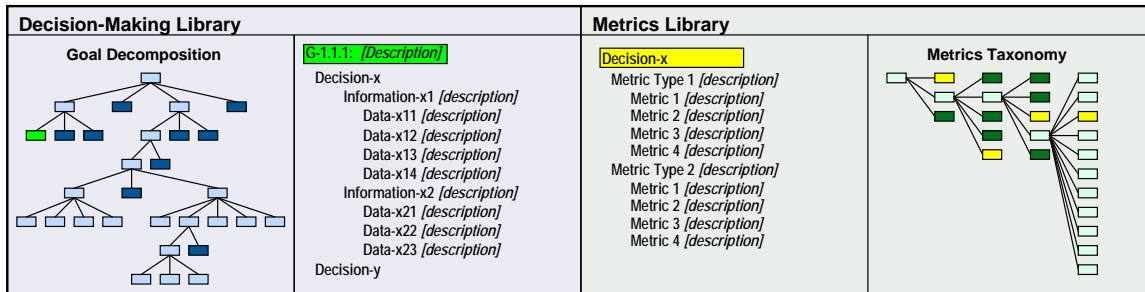 Decision-Making Library
Goal Decomposition
G-1.1.1: [Description]
Decision-x
Information-x1 [description]
Data-x11 [description]
Data-x12 [description]
Data-x13 [description]
Data-x14 [description]
Information-x2 [description]
Data-x21 [description]
Data-x22 [description]
Data-x23 [description]
Decision-y
Metrics Library
Decision-x
Metric Type 1 [description]
Metric 1 [description]
Metric 2 [description]
Metric 3 [description]
Metric 4 [description]
Metric Type 2 [description]
Metric 1 [description]
Metric 2 [description]
Metric 3 [description]
Metric 4 [description]
Metrics Taxonomy